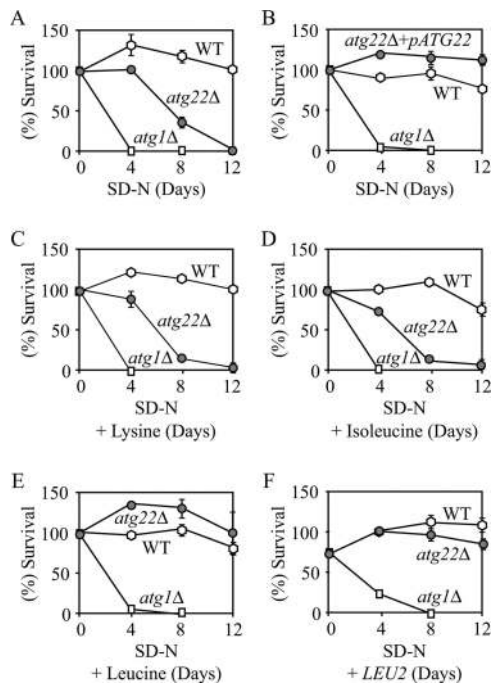 A
(%) Survival
150
100
50
0
WT
atg22Δ
atg1Δ
0 4 8 12
SD-N (Days)
B
(%) Survival
150
100
50
0
atg22Δ+pATG22
WT
atg1Δ
0 4 8 12
SD-N (Days)
C
(%) Survival
150
100
50
0
WT
atg22Δ
atg1Δ
0 4 8 12
SD-N
+ Lysine (Days)
D
(%) Survival
150
100
50
0
WT
atg22Δ
atg1Δ
0 4 8 12
SD-N
+ Isoleucine (Days)
E
(%) Survival
150
100
50
0
atg22Δ
WT
atg1Δ
0 4 8 12
SD-N
+ Leucine (Days)
F
(%) Survival
150
100
50
0
WT
atg22Δ
atg1Δ
0 4 8 12
SD-N
+ LEU2 (Days)